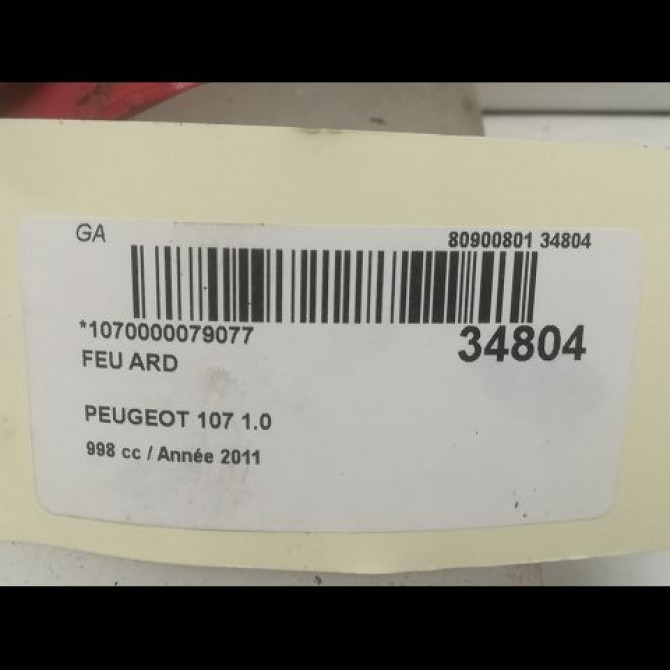 GA
80900801 34804
*1070000079077
34804
FEU ARD
PEUGEOT 107 1.0
998 cc / Année 2011